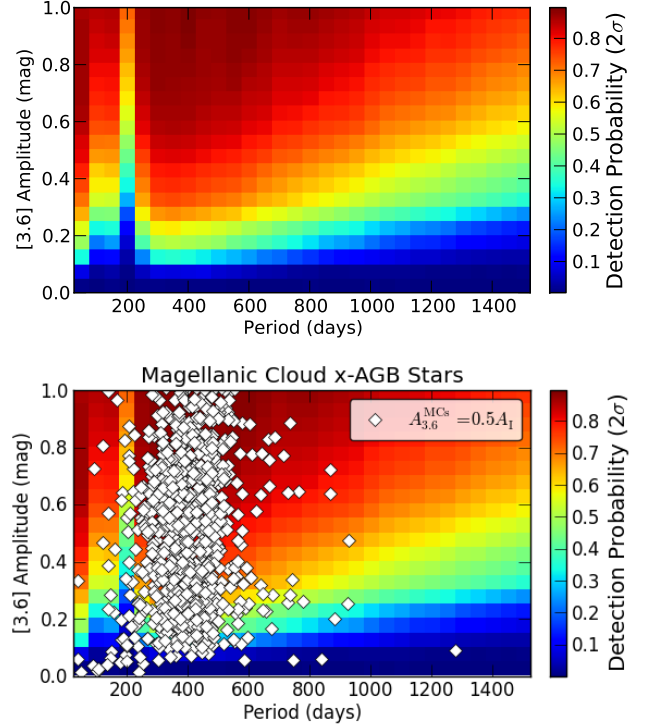 1.0
0.8
0.6
0.4
0.2
0.0
[3.6] Amplitude (mag)
200 400 600 800 1000 1200 1400
Period (days)
0.8
0.7
0.6
0.5
0.4
0.3
0.2
0.1
Detection Probability (2σ)
Magellanic Cloud x-AGB Stars
1.0
0.8
0.6
0.4
0.2
0.0
[3.6] Amplitude (mag)
A_{3.6}^{MCs} =0.5A_I
200 400 600 800 1000 1200 1400
Period (days)
0.8
0.7
0.6
0.5
0.4
0.3
0.2
0.1
Detection Probability (2σ)